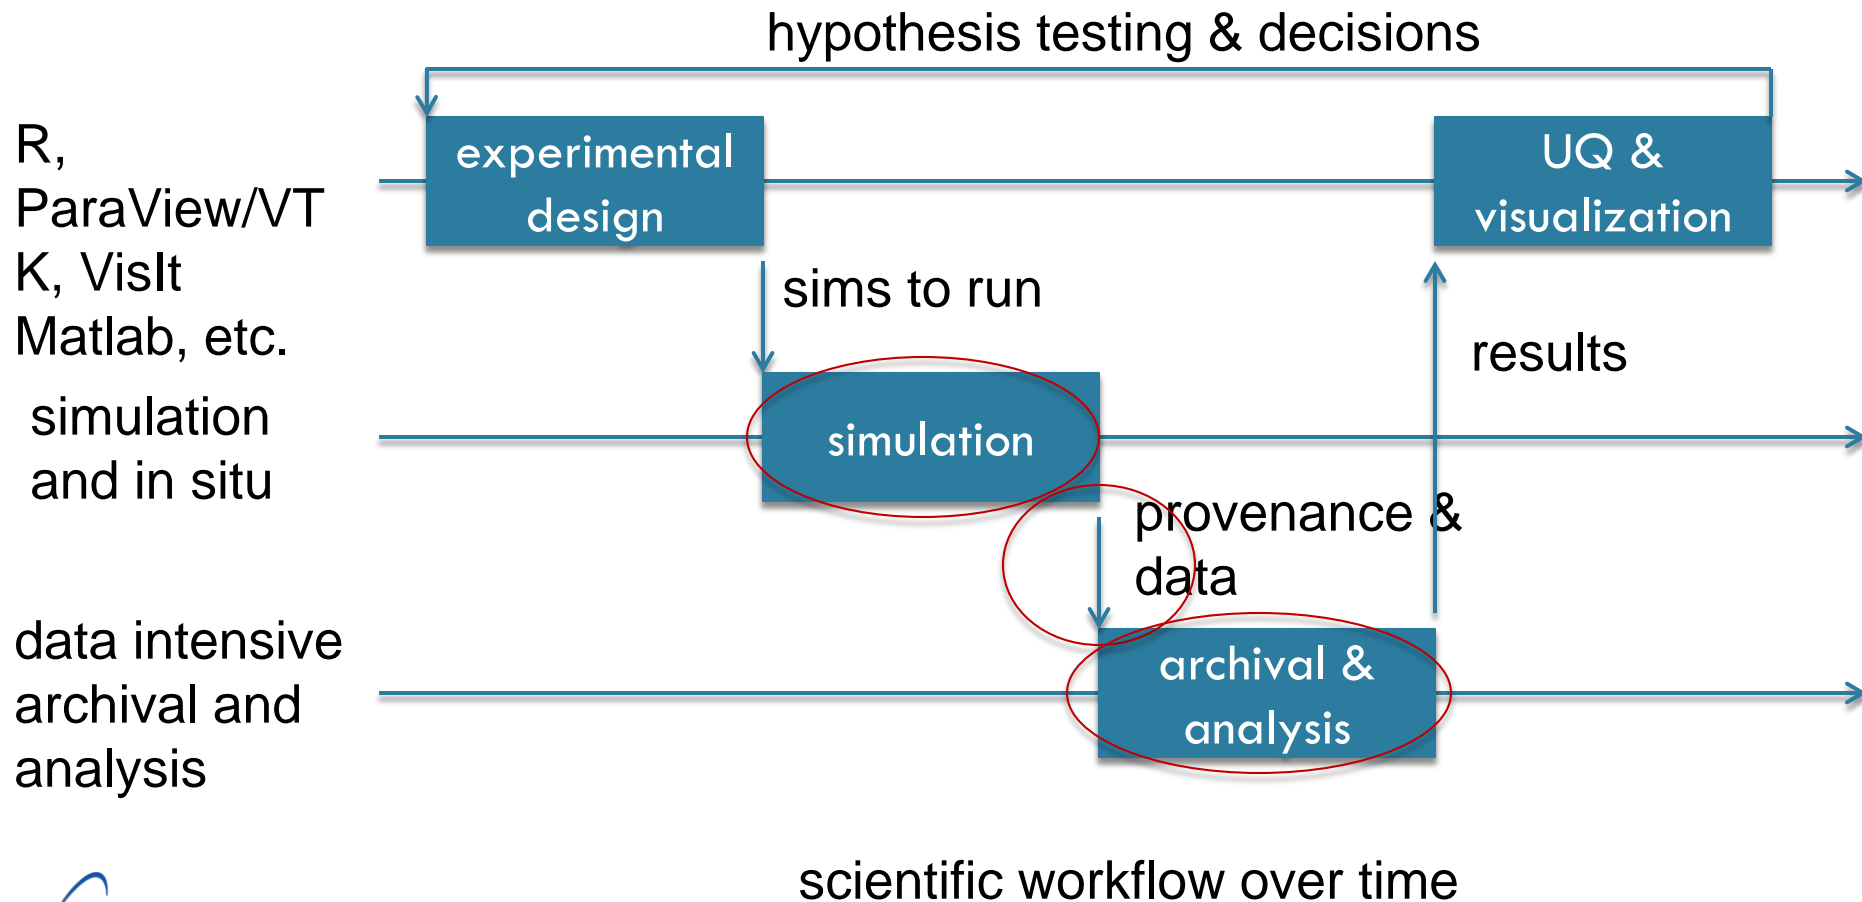 hypothesis testing & decisions
R,
ParaView/VT
K, VisIt
Matlab, etc.
experimental
design
UQ &
visualization
sims to run
results
simulation
and in situ
simulation
provenance &
data
data intensive
archival and
analysis
archival &
analysis
scientific workflow over time